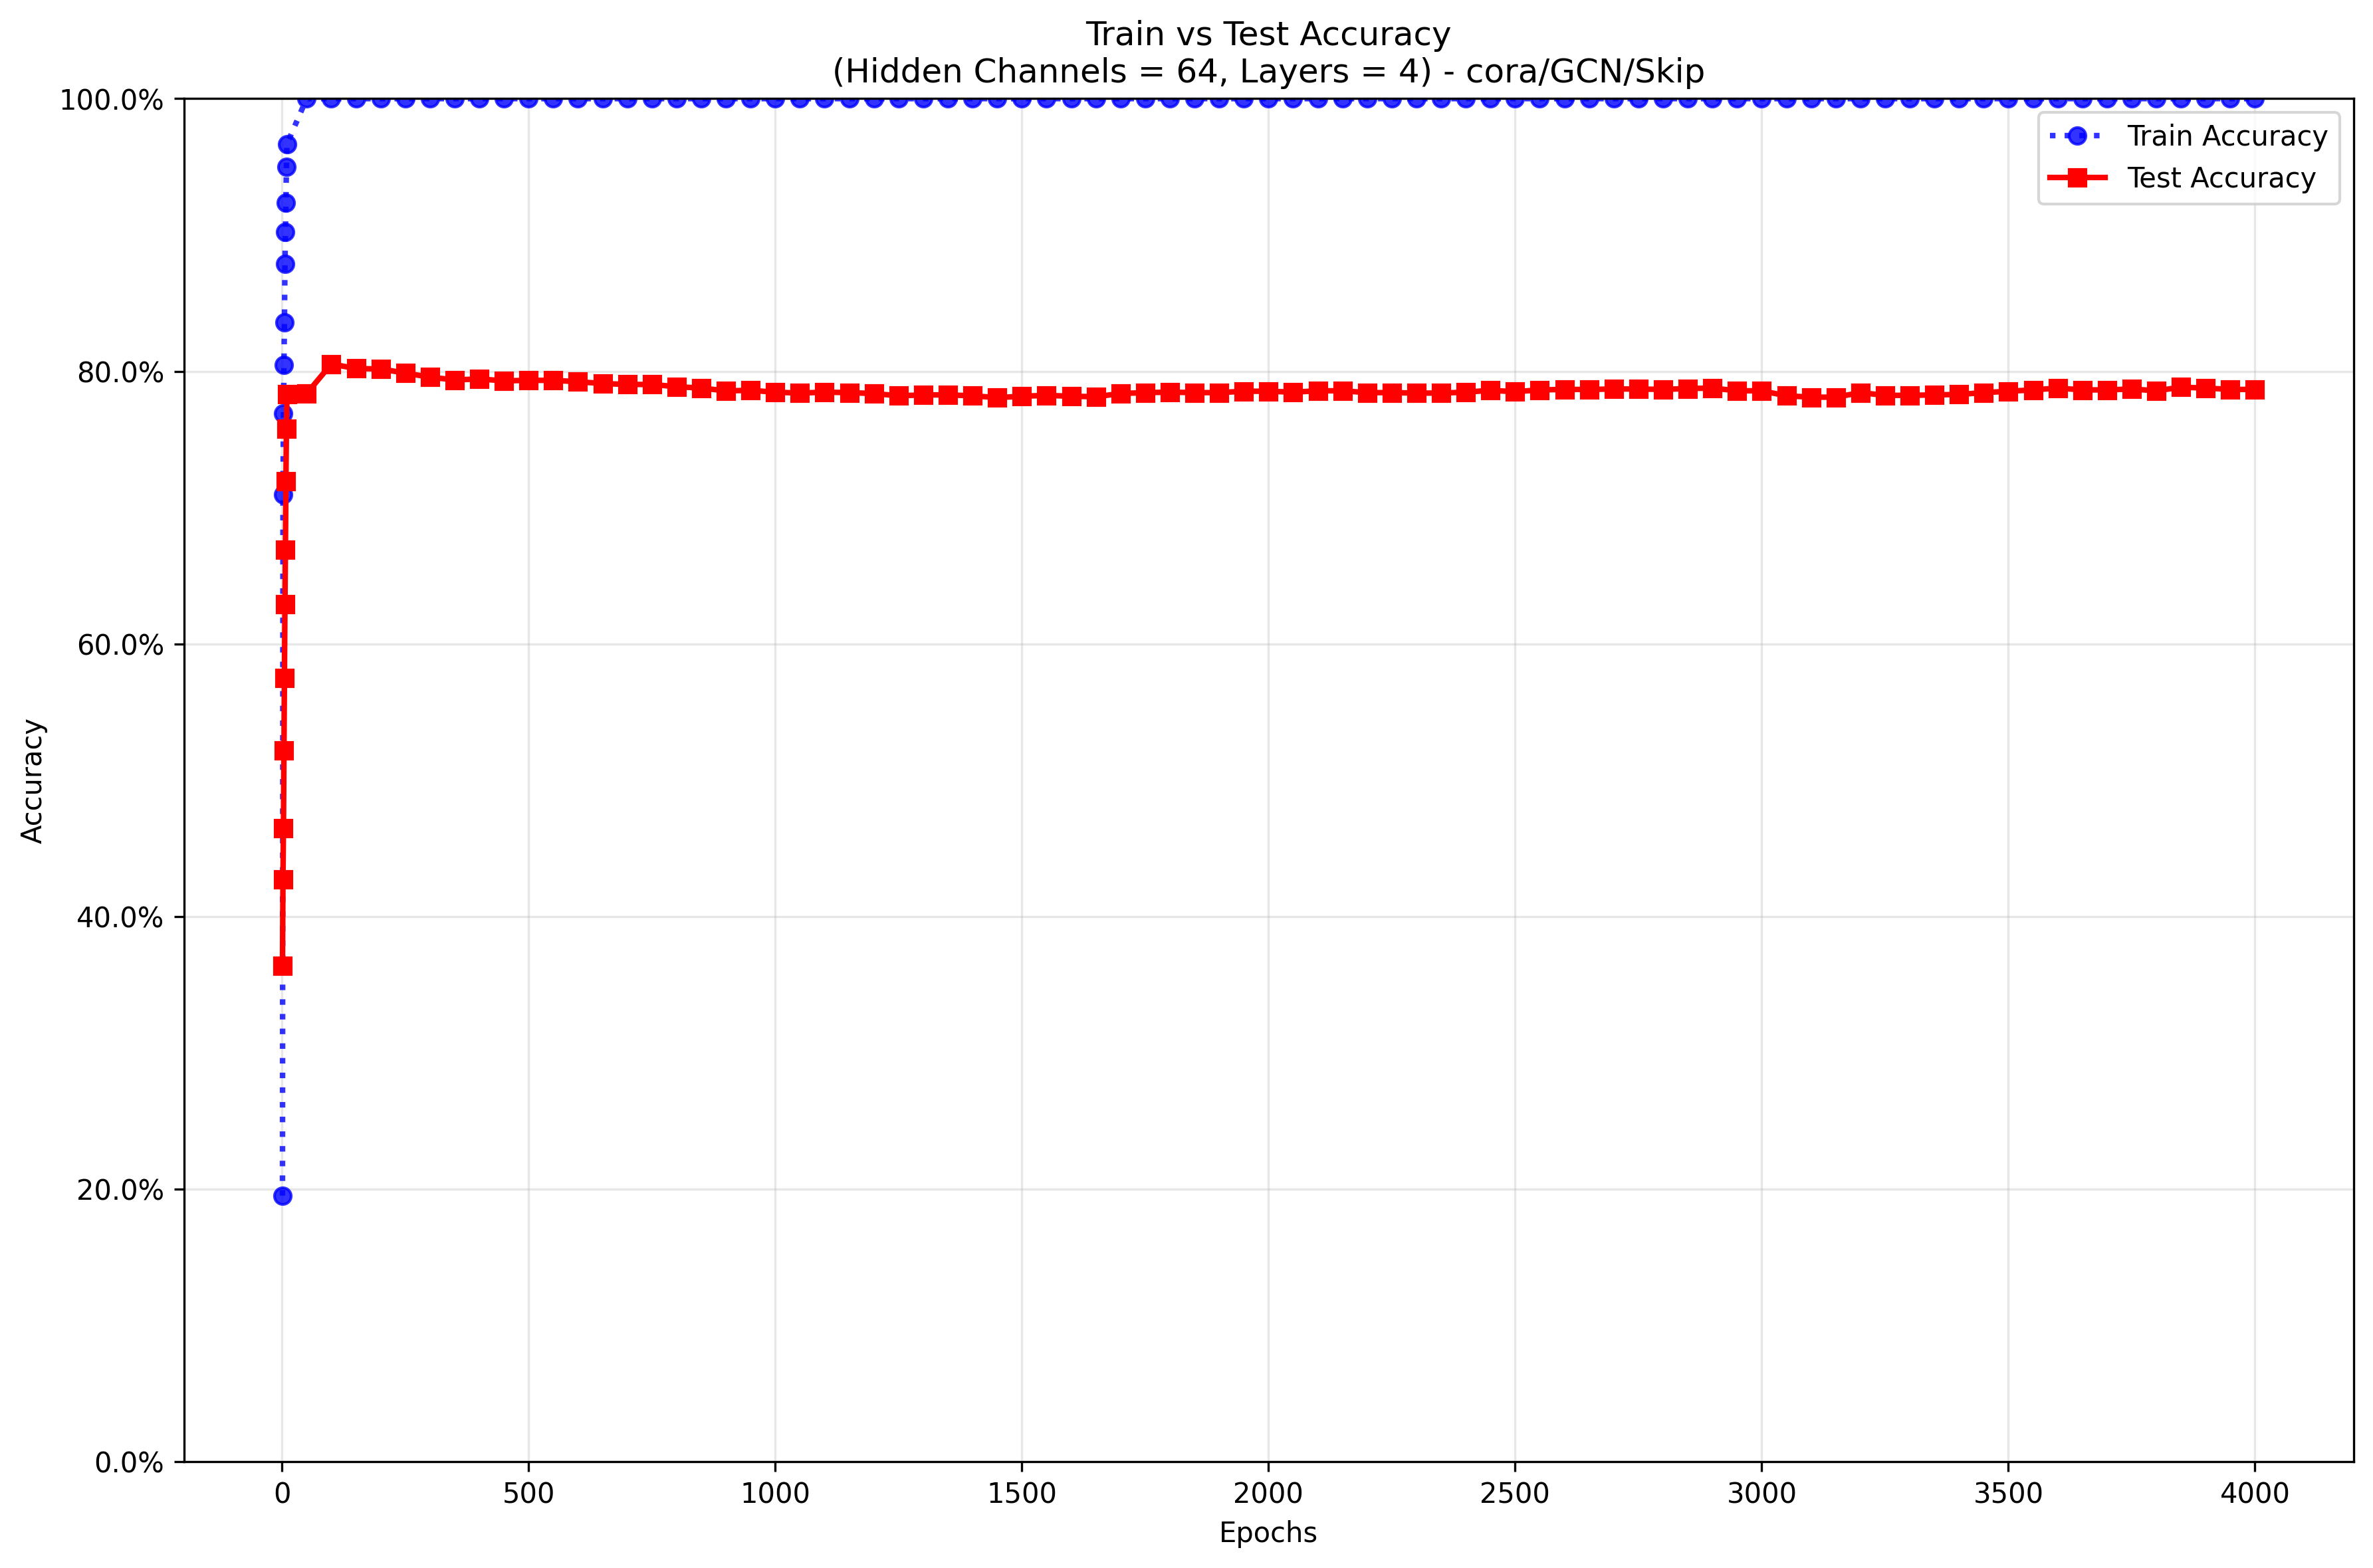 Train vs Test Accuracy
(Hidden Channels = 64, Layers = 4) - cora/GCN/Skip
100.0%
80.0%
60.0%
40.0%
20.0%
0.0%
Accuracy
Train Accuracy
Test Accuracy
0 500 1000 1500 2000 2500 3000 3500 4000
Epochs